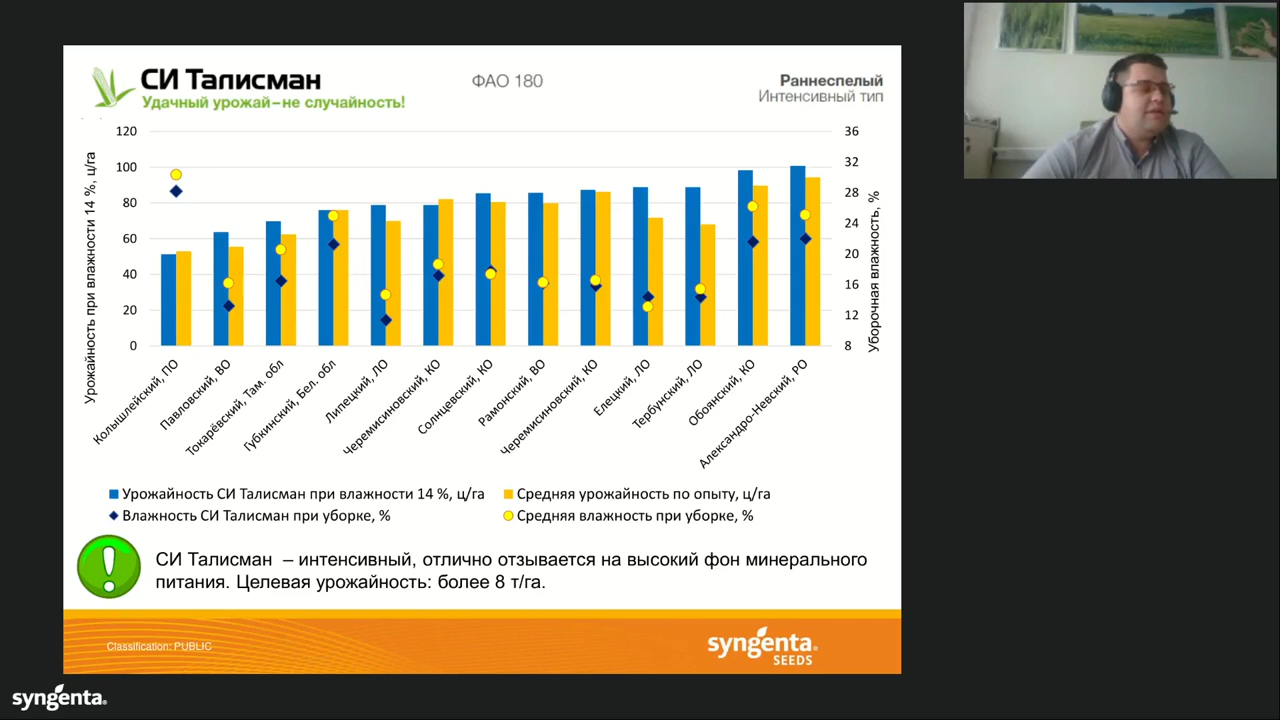 СИ Талисман
Удачный урожай – не случайность!
ФАО 180
Раннеспелый
Интенсивный тип
Урожайность при влажности 14 %, ц/га
120
100
80
60
40
20
0
36
32
28
24
20
16
12
8
Уборочная влажность, %
Колышлейский, ПО
Павловский, ВО
Токарёвский, Там. обл
Губкинский, Бел. обл
Липецкий, ЛО
Черемисиновский, КО
Солнцевский, КО
Рамонский, ВО
Черемисиновский, КО
Елецкий, ЛО
Тербунский, ЛО
Обоянский, КО
Александро-Невский, РО
Урожайность СИ Талисман при влажности 14 %, ц/га
Средняя урожайность по опыту, ц/га
Влажность СИ Талисман при уборке, %
Средняя влажность при уборке, %
СИ Талисман – интенсивный, отлично отзывается на высокий фон минерального
питания. Целевая урожайность: более 8 т/га.
Classification: PUBLIC
syngenta
SEEDS
syngenta